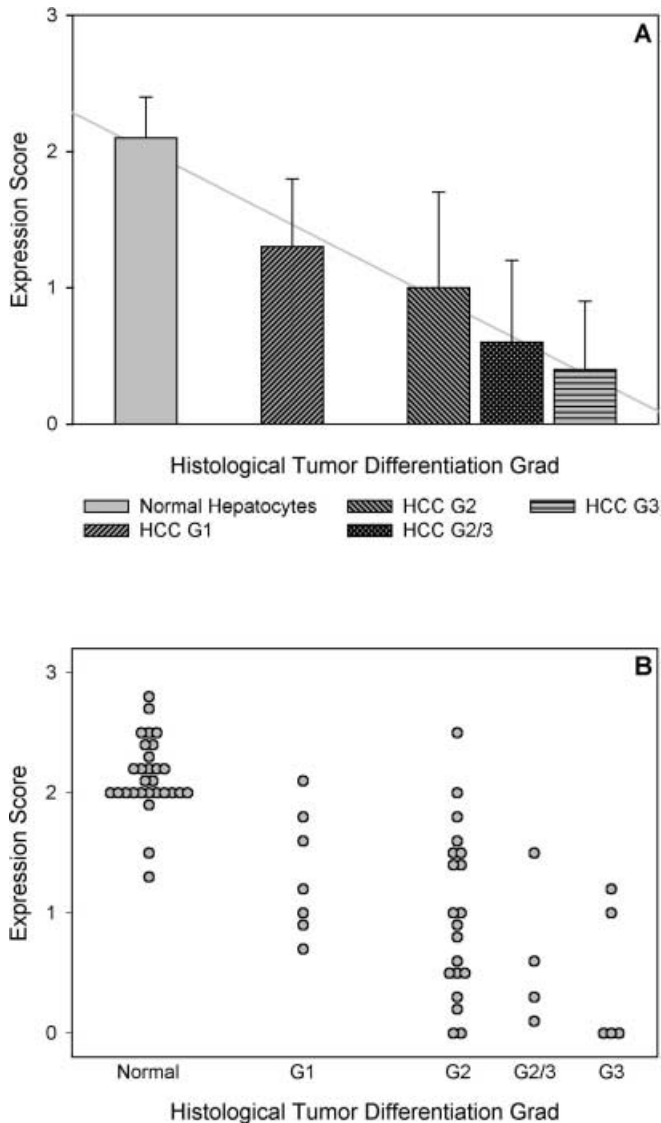 A
3
2
1
0
Expression Score
Histological Tumor Differentiation Grad
Normal Hepatocytes HCC G2 HCC G3
HCC G1 HCC G2/3
B
3
2
1
0
Expression Score
Normal G1 G2 G2/3 G3
Histological Tumor Differentiation Grad